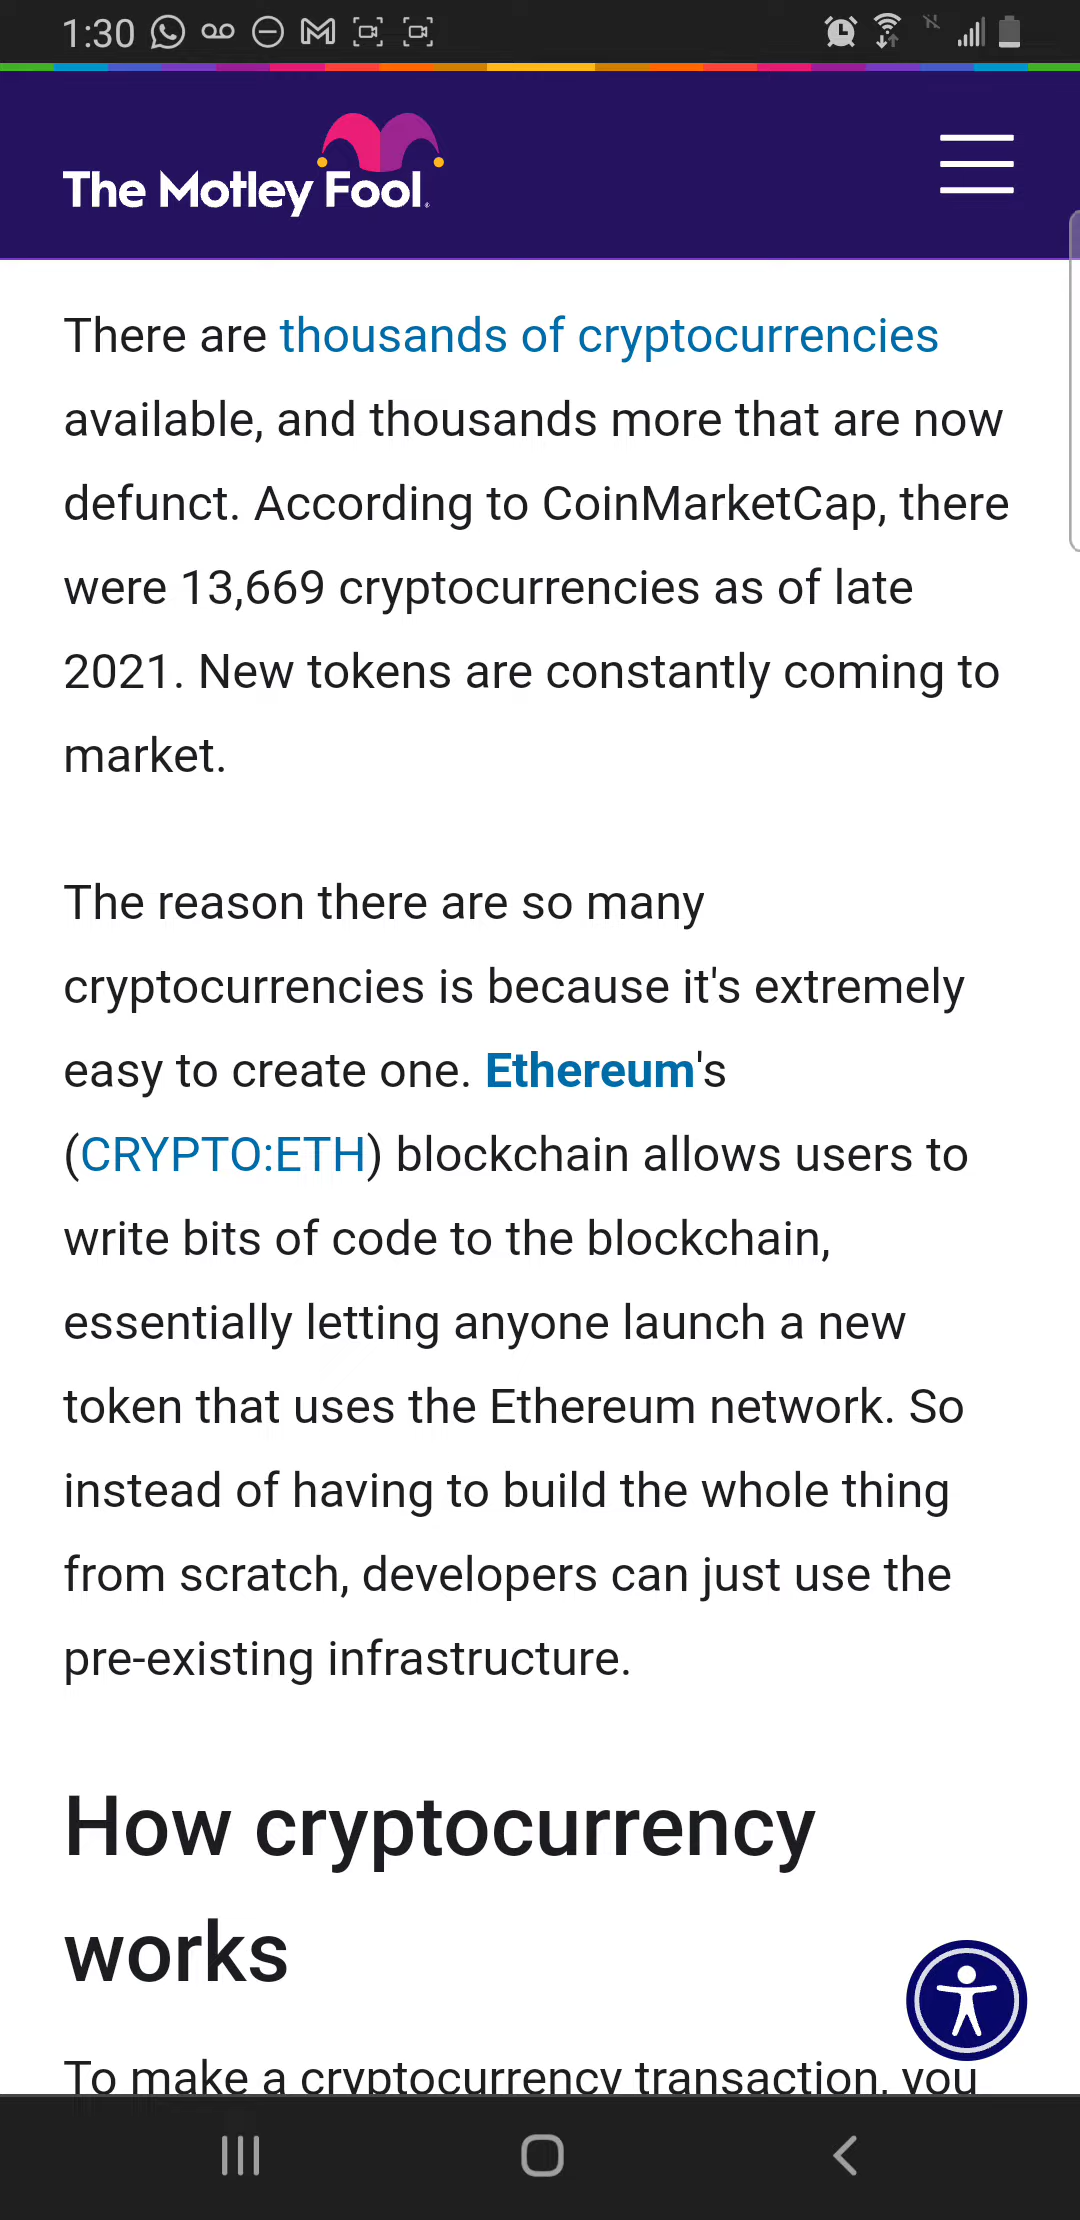 1:30
The Motley Fool.
There are thousands of cryptocurrencies
available, and thousands more that are now
defunct. According to CoinMarketCap, there
were 13,669 cryptocurrencies as of late
2021. New tokens are constantly coming to
market.
The reason there are so many
cryptocurrencies is because it's extremely
easy to create one. Ethereum's
(CRYPTO:ETH) blockchain allows users to
write bits of code to the blockchain,
essentially letting anyone launch a new
token that uses the Ethereum network. So
instead of having to build the whole thing
from scratch, developers can just use the
pre-existing infrastructure.
How cryptocurrency
works
To make a cryptocurrency transaction, you